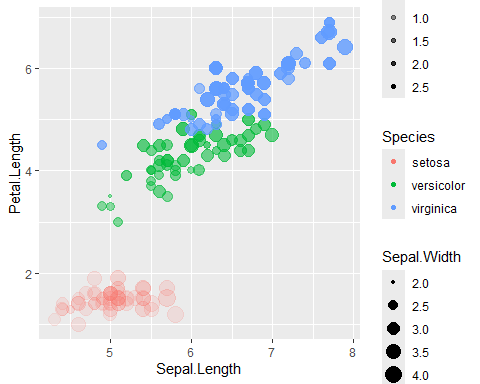 1.0
1.5
2.0
2.5
Species
setosa
versicolor
virginica
Sepal.Width
2.0
2.5
3.0
3.5
4.0
Petal.Length
6
4
2
5 6 7 8
Sepal.Length